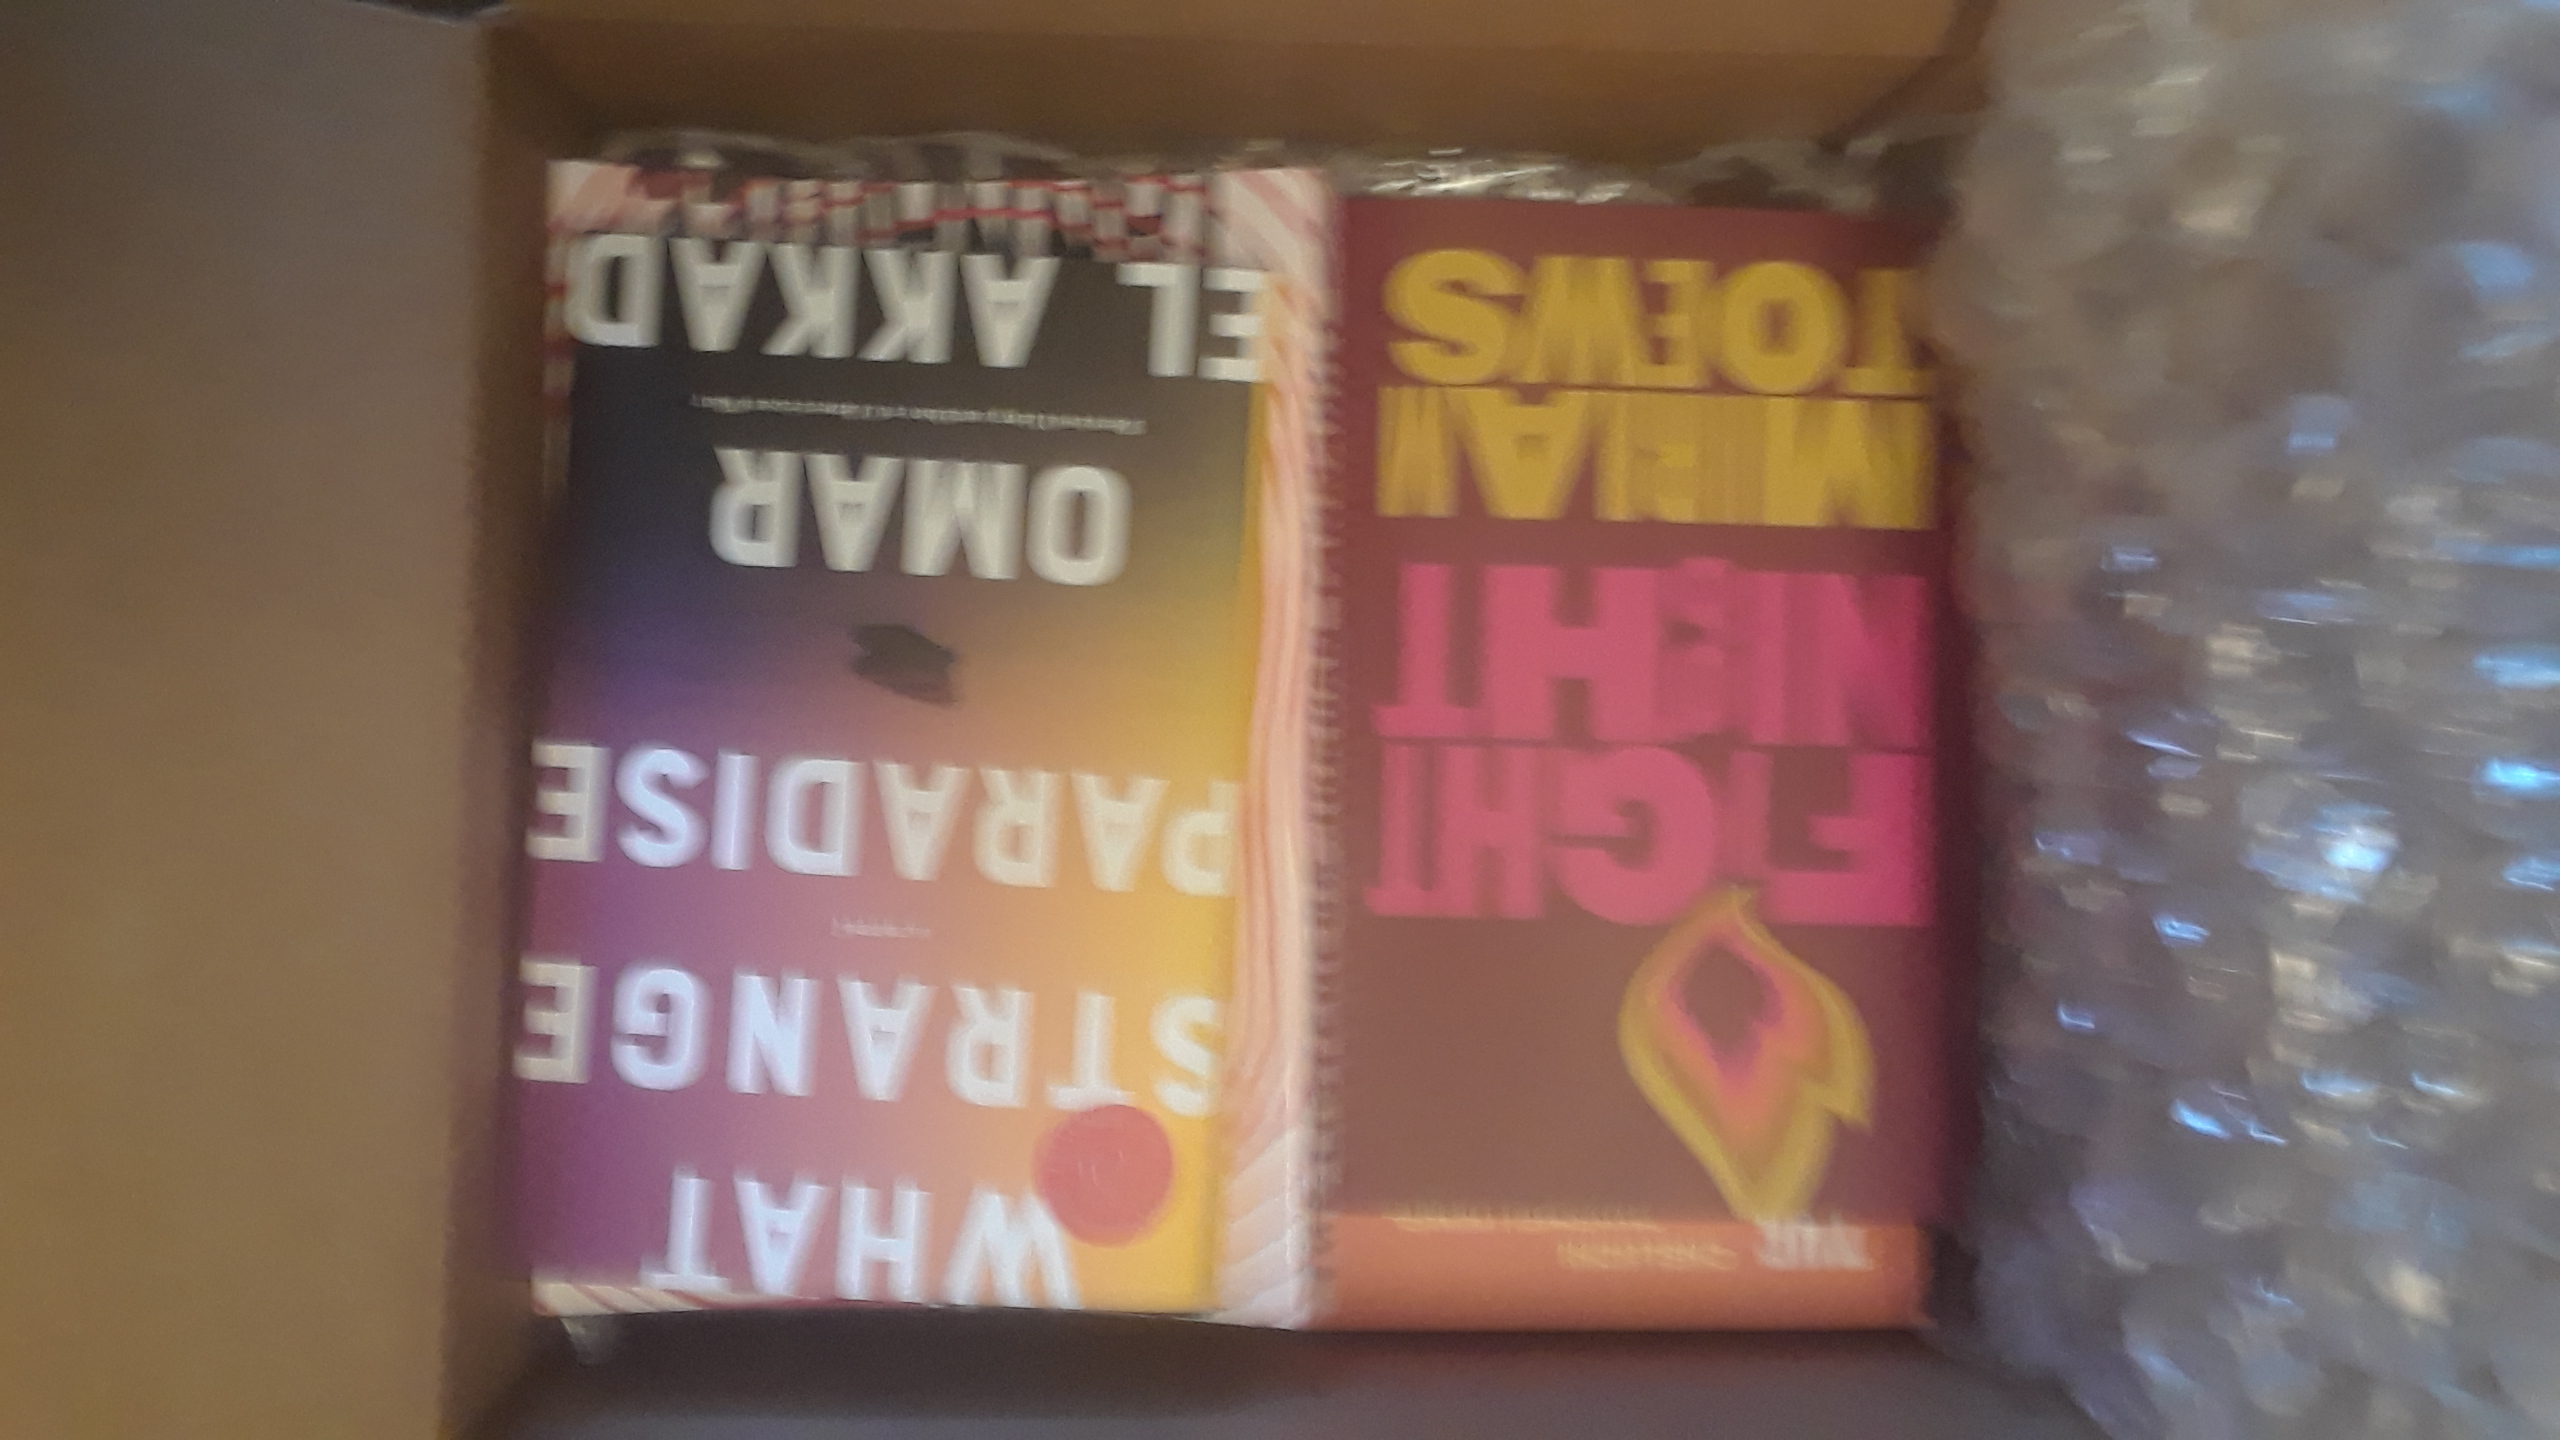 WHAT
STRANGE
PARADISE
OMAR
EL AKKAD
FIGHT
NIGHT
MIRIAM
TOEWS